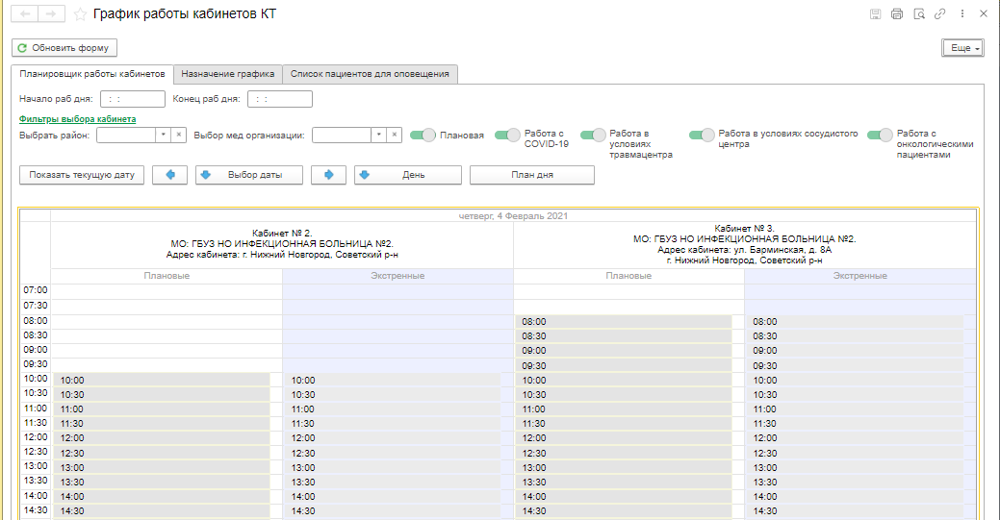 График работы кабинетов КТ
Обновить форму
Еще
Планировщик работы кабинетов
Назначение графика
Список пациентов для оповещения
Начало раб дня: : :
Конец раб дня: : :
Фильтры выбора кабинета
Выбрать район:
Выбор мед организации:
Плановая
Работа с
COVID-19
Работа в
условиях
травмацентра
Работа в условиях сосудистого
центра
Работа с
онкологическими
пациентами
Показать текущую дату
Выбор даты
День
План дня
четверг, 4 Февраль 2021
Кабинет № 2.
МО: ГБУЗ НО ИНФЕКЦИОННАЯ БОЛЬНИЦА №2.
Адрес кабинета: г. Нижний Новгород, Советский р-н
Кабинет № 3.
МО: ГБУЗ НО ИНФЕКЦИОННАЯ БОЛЬНИЦА №2.
Адрес кабинета: ул. Барминская, д. 8А
г. Нижний Новгород, Советский р-н
Плановые Экстренные Плановые Экстренные
07:00
07:30
08:00 08:00 08:00
08:30 08:30 08:30
09:00 09:00 09:00
09:30 09:30 09:30
10:00 10:00 10:00 10:00 10:00
10:30 10:30 10:30 10:30 10:30
11:00 11:00 11:00 11:00 11:00
11:30 11:30 11:30 11:30 11:30
12:00 12:00 12:00 12:00 12:00
12:30 12:30 12:30 12:30 12:30
13:00 13:00 13:00 13:00 13:00
13:30 13:30 13:30 13:30 13:30
14:00 14:00 14:00 14:00 14:00
14:30 14:30 14:30 14:30 14:30